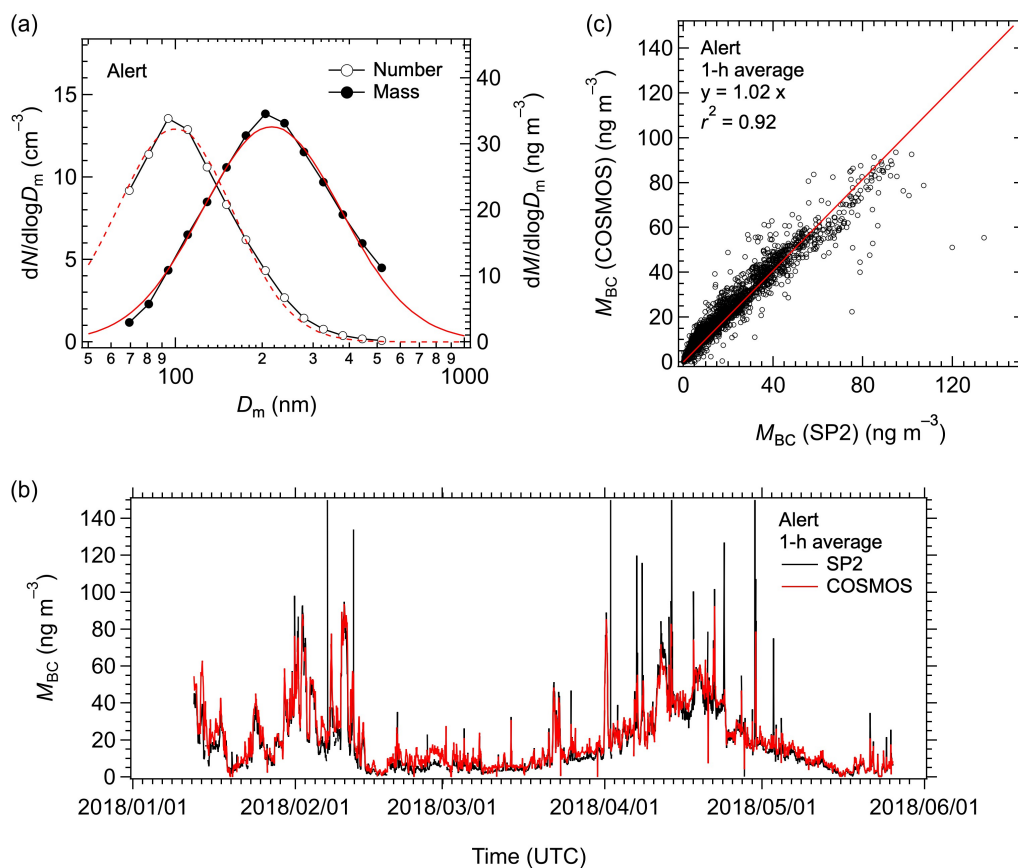 (a)
Alert
Number
Mass
dN/dlogDm (cm⁻³)
15
10
5
0
dM/dlogDm (ng m⁻³)
40
30
20
10
0
5 6 7 8 9 100 2 3 4 5 6 7 8 9 1000
Dm (nm)
(c)
Alert
1-h average
y = 1.02 x
r² = 0.92
MBC (COSMOS) (ng m⁻³)
140
120
100
80
60
40
20
0
0 40 80 120
MBC (SP2) (ng m⁻³)
(b)
Alert
1-h average
SP2
COSMOS
MBC (ng m⁻³)
140
120
100
80
60
40
20
0
2018/01/01 2018/02/01 2018/03/01 2018/04/01 2018/05/01 2018/06/01
Time (UTC)